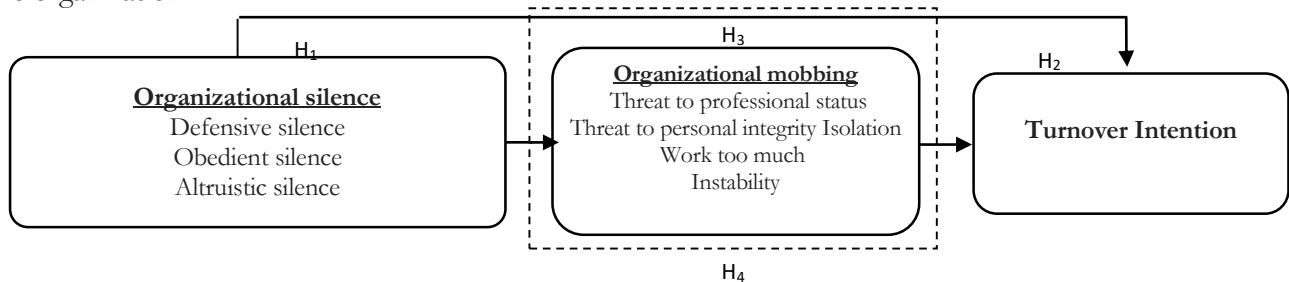 organization
H₃
H₁
H₂
Organizational silence
Defensive silence
Obedient silence
Altruistic silence
Organizational mobbing
Threat to professional status
Threat to personal integrity Isolation
Work too much
Instability
Turnover Intention
H₄